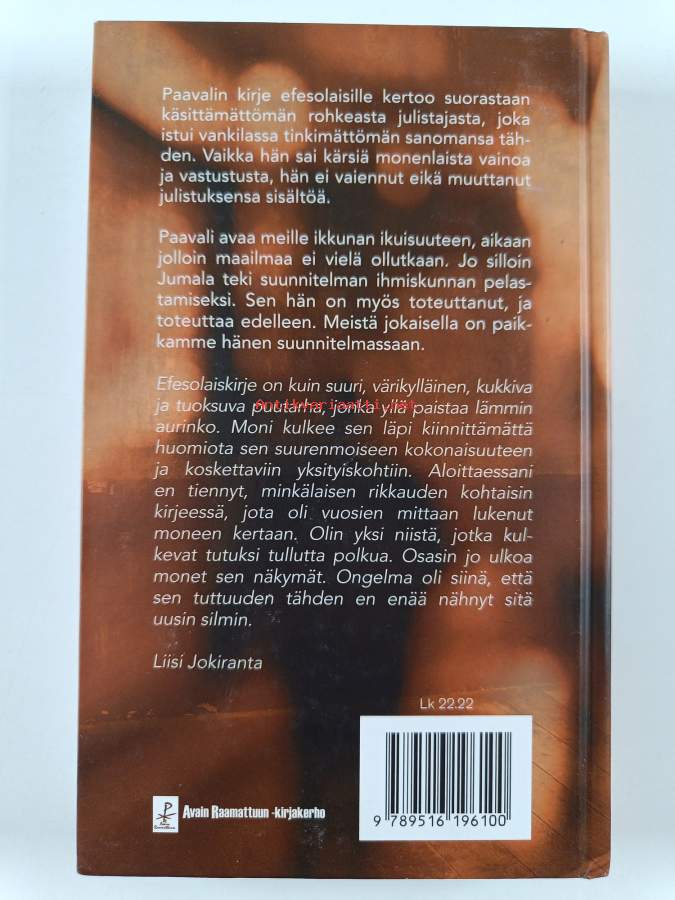 Paavalin kirje efesolaisille kertoo suorastaan
käsittämättömän rohkeasta julistajasta, joka
istui vankilassa tinkimättömän sanomansa täh-
den. Vaikka hän sai kärsiä monenlaista vainoa
ja vastustusta, hän ei vaiennut eikä muuttanut
julistuksensa sisältöä.
Paavali avaa meille ikkunan ikuisuuteen, aikaan
jolloin maailmaa ei vielä ollutkaan. Jo silloin
Jumala teki suunnitelman ihmiskunnan pelas-
tamiseksi. Sen hän on myös toteuttanut, ja
toteuttaa edelleen. Meistä jokaisella on paik-
kamme hänen suunnitelmassaan.
Efesolaiskirje on kuin suuri, värikylläinen, kukkiva
ja tuoksuva puutarha, jonka yllä paistaa lämmin
Antikvariaatti.net
aurinko. Moni kulkee sen läpi kiinnittämättä
huomiota sen suurenmoiseen kokonaisuuteen
ja koskettaviin yksityiskohtiin. Aloittaessani
en tiennyt, minkälaisen rikkauden kohtaisin
kirjeessä, jota oli vuosien mittaan lukenut
moneen kertaan. Olin yksi niistä, jotka kul-
kevat tutuksi tullutta polkua. Osasin jo ulkoa
monet sen näkymät. Ongelma oli siinä, että
sen tuttuuden tähden en enää nähnyt sitä
uusin silmin.
Liisi Jokiranta
Lk 22.22
9 789516 196100
Avain Raamattuun -kirjakerho